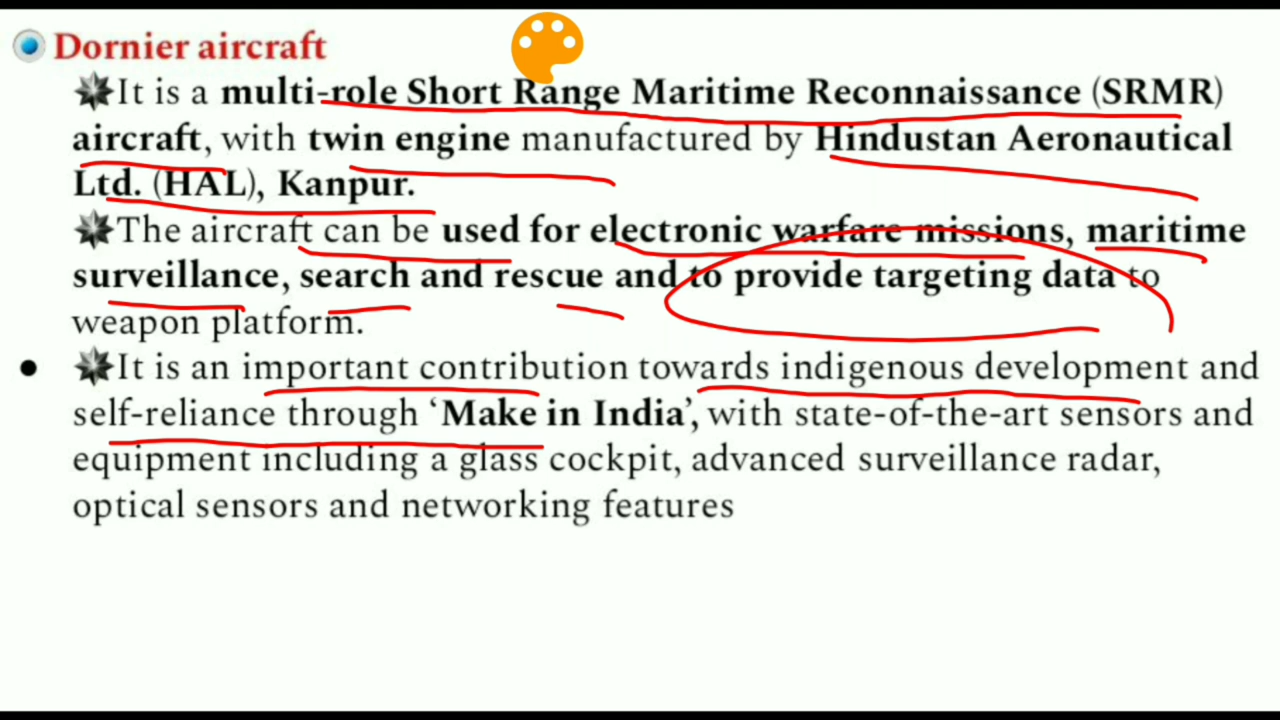 Dornier aircraft
It is a multi-role Short Range Maritime Reconnaissance (SRMR)
aircraft, with twin engine manufactured by Hindustan Aeronautical
Ltd. (HAL), Kanpur.
The aircraft can be used for electronic warfare missions, maritime
surveillance, search and rescue and to provide targeting data to
weapon platform.
It is an important contribution towards indigenous development and
self-reliance through ‘Make in India’, with state-of-the-art sensors and
equipment including a glass cockpit, advanced surveillance radar,
optical sensors and networking features